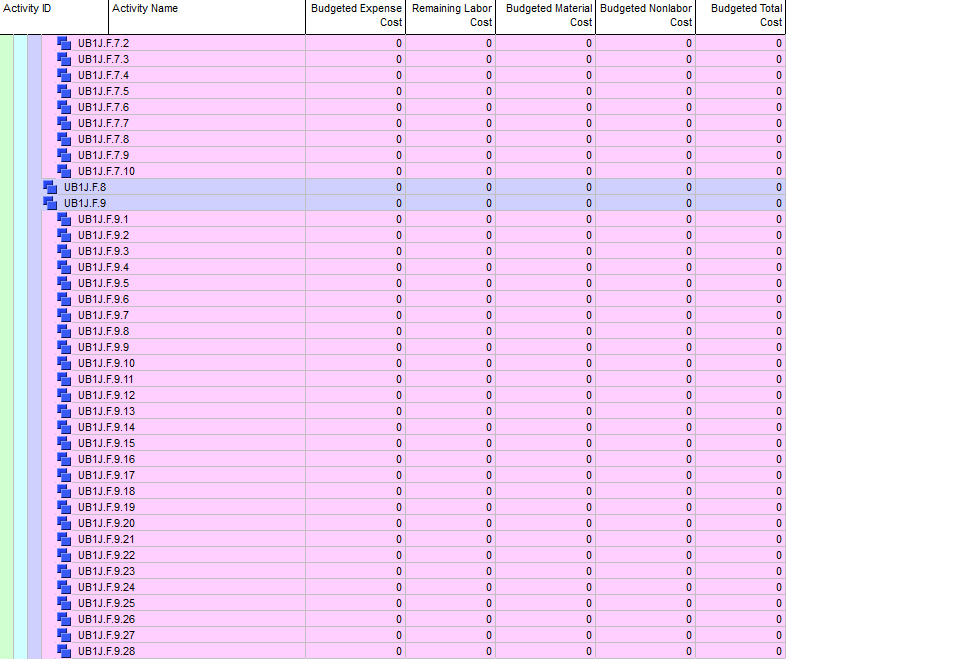 Activity ID Activity Name Budgeted Expense Cost Remaining Labor Cost Budgeted Material Cost Budgeted Nonlabor Cost Budgeted Total Cost
UB1J.F.7.2 0 0 0 0 0
UB1J.F.7.3 0 0 0 0 0
UB1J.F.7.4 0 0 0 0 0
UB1J.F.7.5 0 0 0 0 0
UB1J.F.7.6 0 0 0 0 0
UB1J.F.7.7 0 0 0 0 0
UB1J.F.7.8 0 0 0 0 0
UB1J.F.7.9 0 0 0 0 0
UB1J.F.7.10 0 0 0 0 0
UB1J.F.8 0 0 0 0 0
UB1J.F.9 0 0 0 0 0
UB1J.F.9.1 0 0 0 0 0
UB1J.F.9.2 0 0 0 0 0
UB1J.F.9.3 0 0 0 0 0
UB1J.F.9.4 0 0 0 0 0
UB1J.F.9.5 0 0 0 0 0
UB1J.F.9.6 0 0 0 0 0
UB1J.F.9.7 0 0 0 0 0
UB1J.F.9.8 0 0 0 0 0
UB1J.F.9.9 0 0 0 0 0
UB1J.F.9.10 0 0 0 0 0
UB1J.F.9.11 0 0 0 0 0
UB1J.F.9.12 0 0 0 0 0
UB1J.F.9.13 0 0 0 0 0
UB1J.F.9.14 0 0 0 0 0
UB1J.F.9.15 0 0 0 0 0
UB1J.F.9.16 0 0 0 0 0
UB1J.F.9.17 0 0 0 0 0
UB1J.F.9.18 0 0 0 0 0
UB1J.F.9.19 0 0 0 0 0
UB1J.F.9.20 0 0 0 0 0
UB1J.F.9.21 0 0 0 0 0
UB1J.F.9.22 0 0 0 0 0
UB1J.F.9.23 0 0 0 0 0
UB1J.F.9.24 0 0 0 0 0
UB1J.F.9.25 0 0 0 0 0
UB1J.F.9.26 0 0 0 0 0
UB1J.F.9.27 0 0 0 0 0
UB1J.F.9.28 0 0 0 0 0